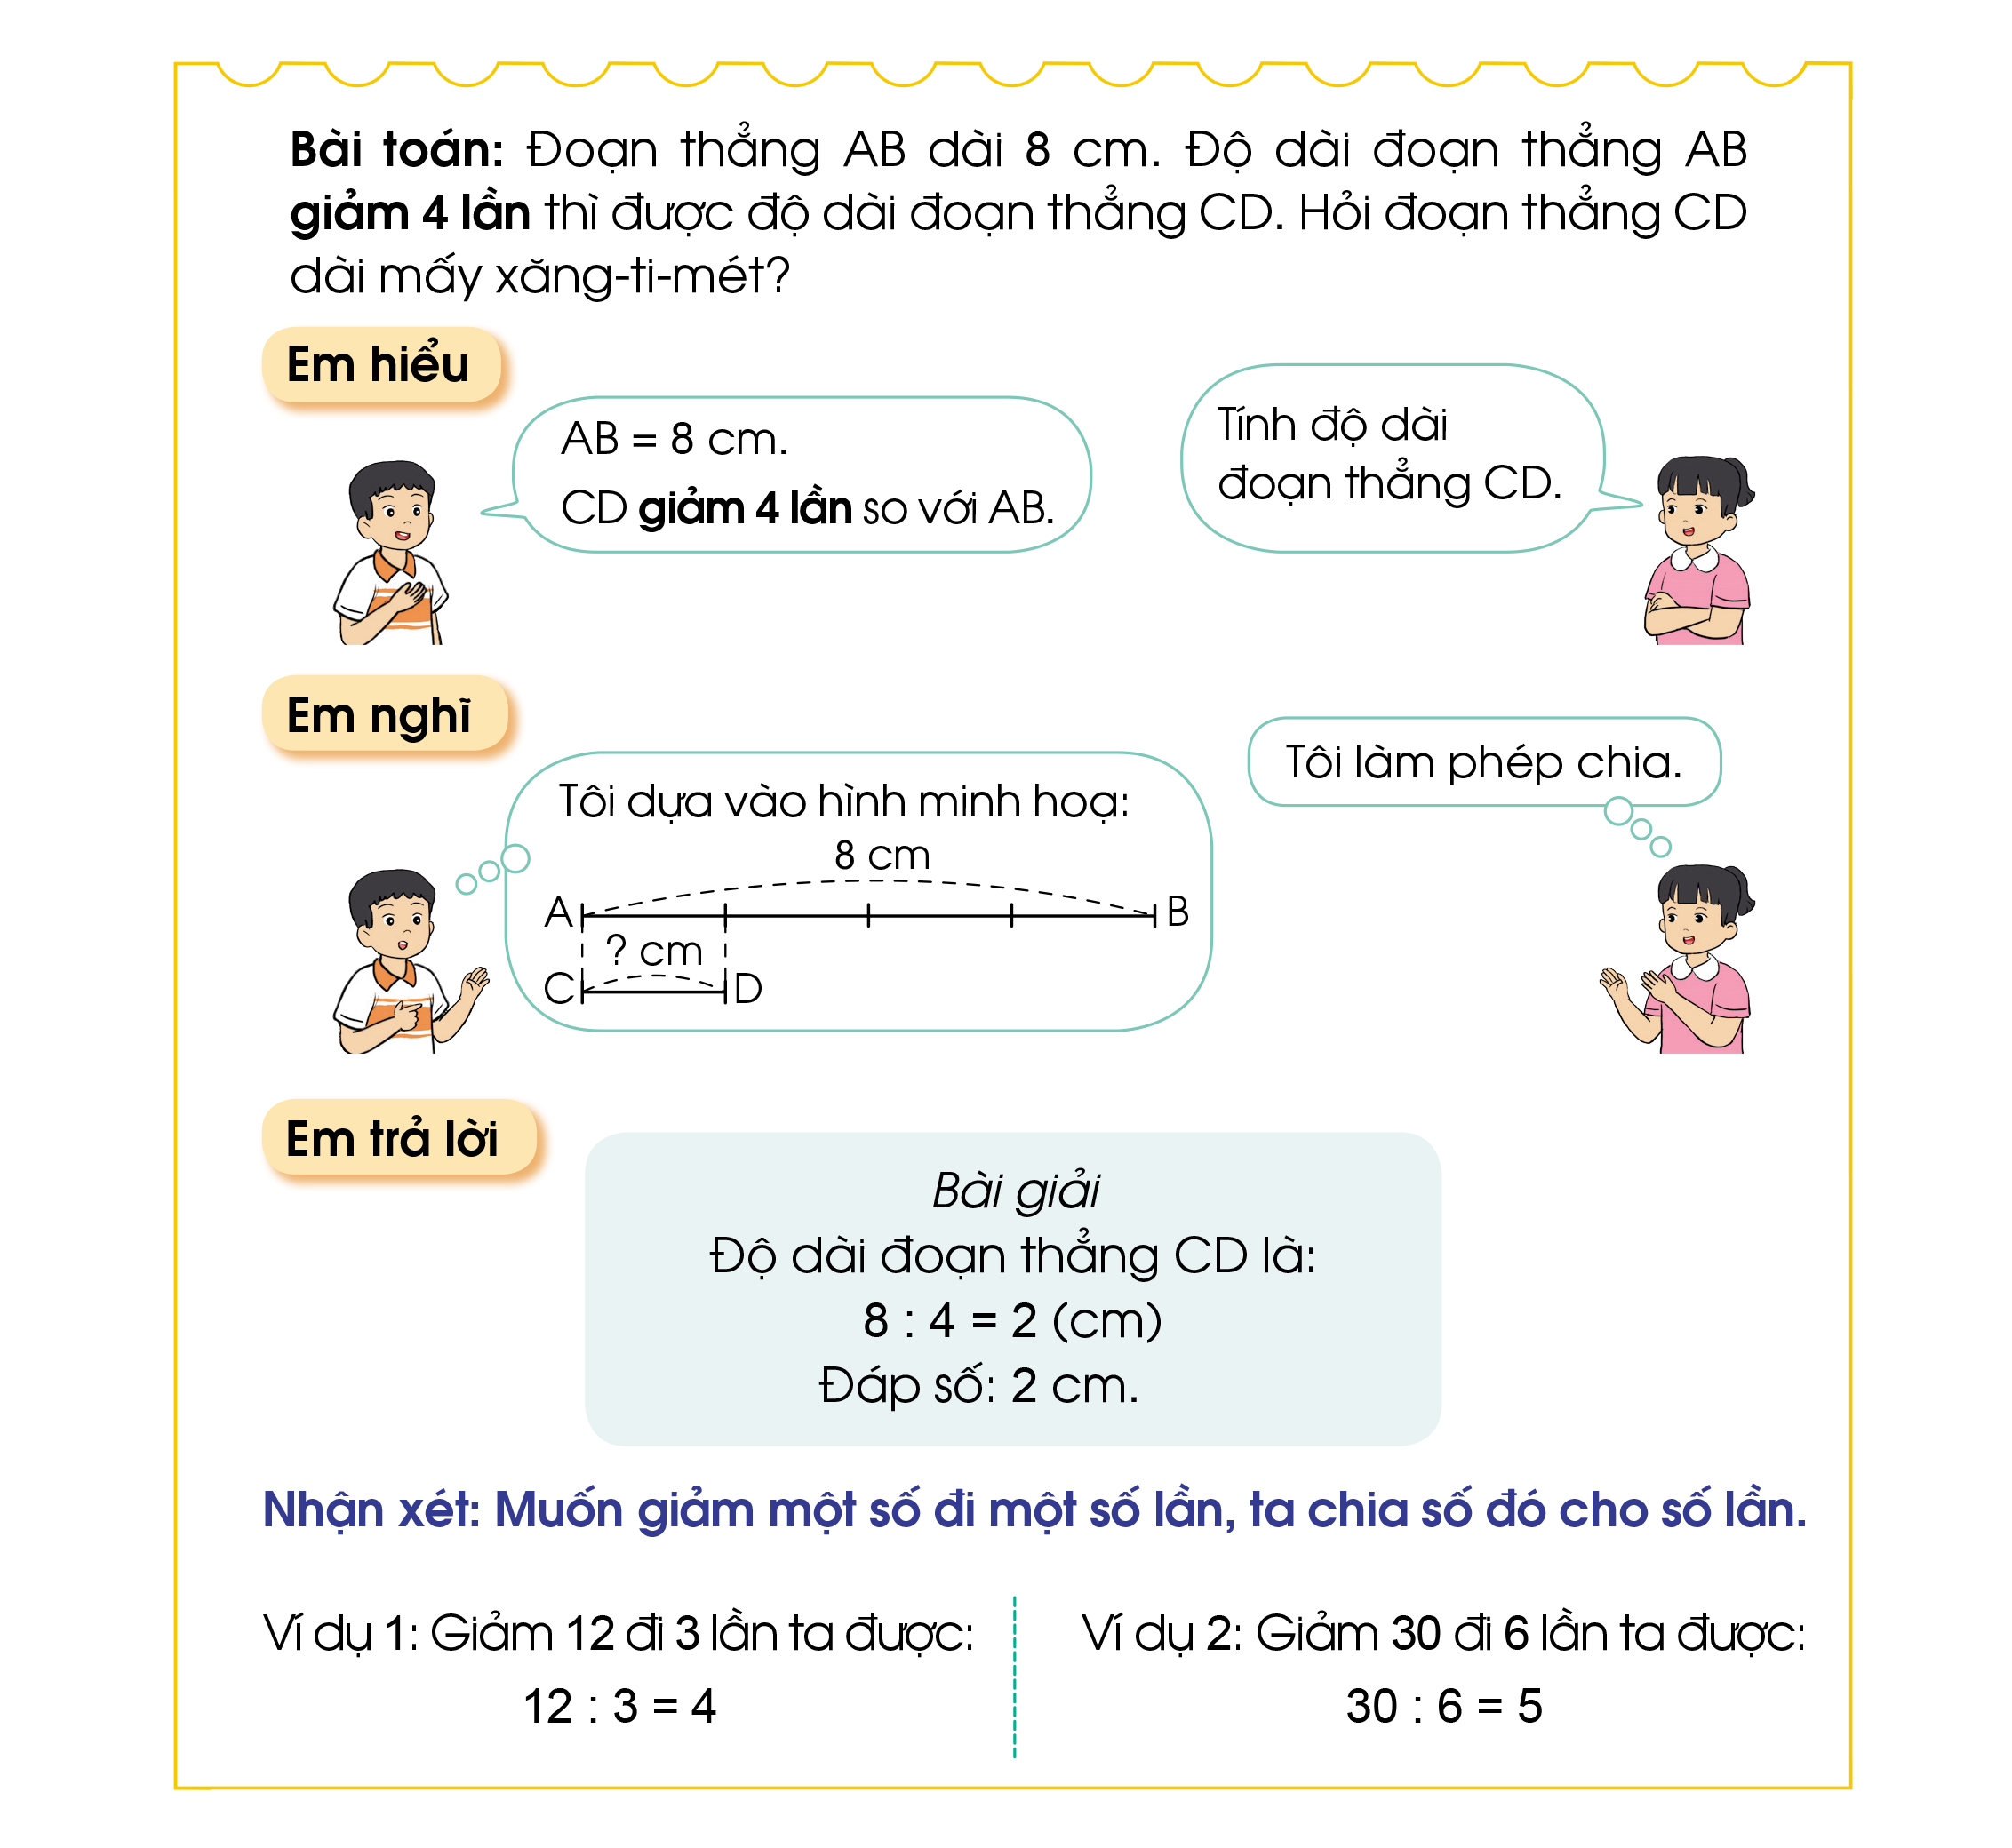 Bài toán: Đoạn thẳng AB dài 8 cm. Độ dài đoạn thẳng AB
giảm 4 lần thì được độ dài đoạn thẳng CD. Hỏi đoạn thẳng CD
dài mấy xăng-ti-mét?
Em hiểu
AB = 8 cm.
CD giảm 4 lần so với AB.
Tính độ dài
đoạn thẳng CD.
Em nghĩ
Tôi dựa vào hình minh hoạ:
8 cm
A B
? cm
C D
Tôi làm phép chia.
Em trả lời
Bài giải
Độ dài đoạn thẳng CD là:
8 : 4 = 2 (cm)
Đáp số: 2 cm.
Nhận xét: Muốn giảm một số đi một số lần, ta chia số đó cho số lần.
Ví dụ 1: Giảm 12 đi 3 lần ta được:
12 : 3 = 4
Ví dụ 2: Giảm 30 đi 6 lần ta được:
30 : 6 = 5